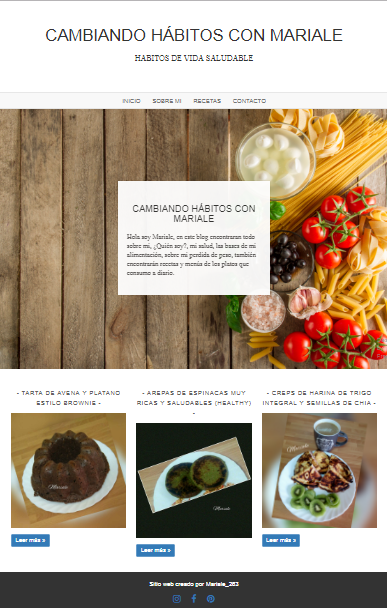 CAMBIANDO HÁBITOS CON MARIALE
HABITOS DE VIDA SALUDABLE
INICIO SOBRE MI RECETAS CONTACTO
CAMBIANDO HÁBITOS CON
MARIALE
Hola soy Mariale, en este blog encontraran todo
sobre mi, ¿Quién soy?, mi salud, las bases de mi
alimentación, sobre mi perdida de peso, también
encontrarán recetas y menús de los platos que
consumo a diario.
- TARTA DE AVENA Y PLATANO
ESTILO BROWNIE -
Mariale
Leer más »
- AREPAS DE ESPINACAS MUY
RICAS Y SALUDABLES (HEALTHY)
-
Mariale
Leer más »
- CREPS DE HARINA DE TRIGO
INTEGRAL Y SEMILLAS DE CHIA -
Mariale
Leer más »
Sitio web creado por Mariale_283